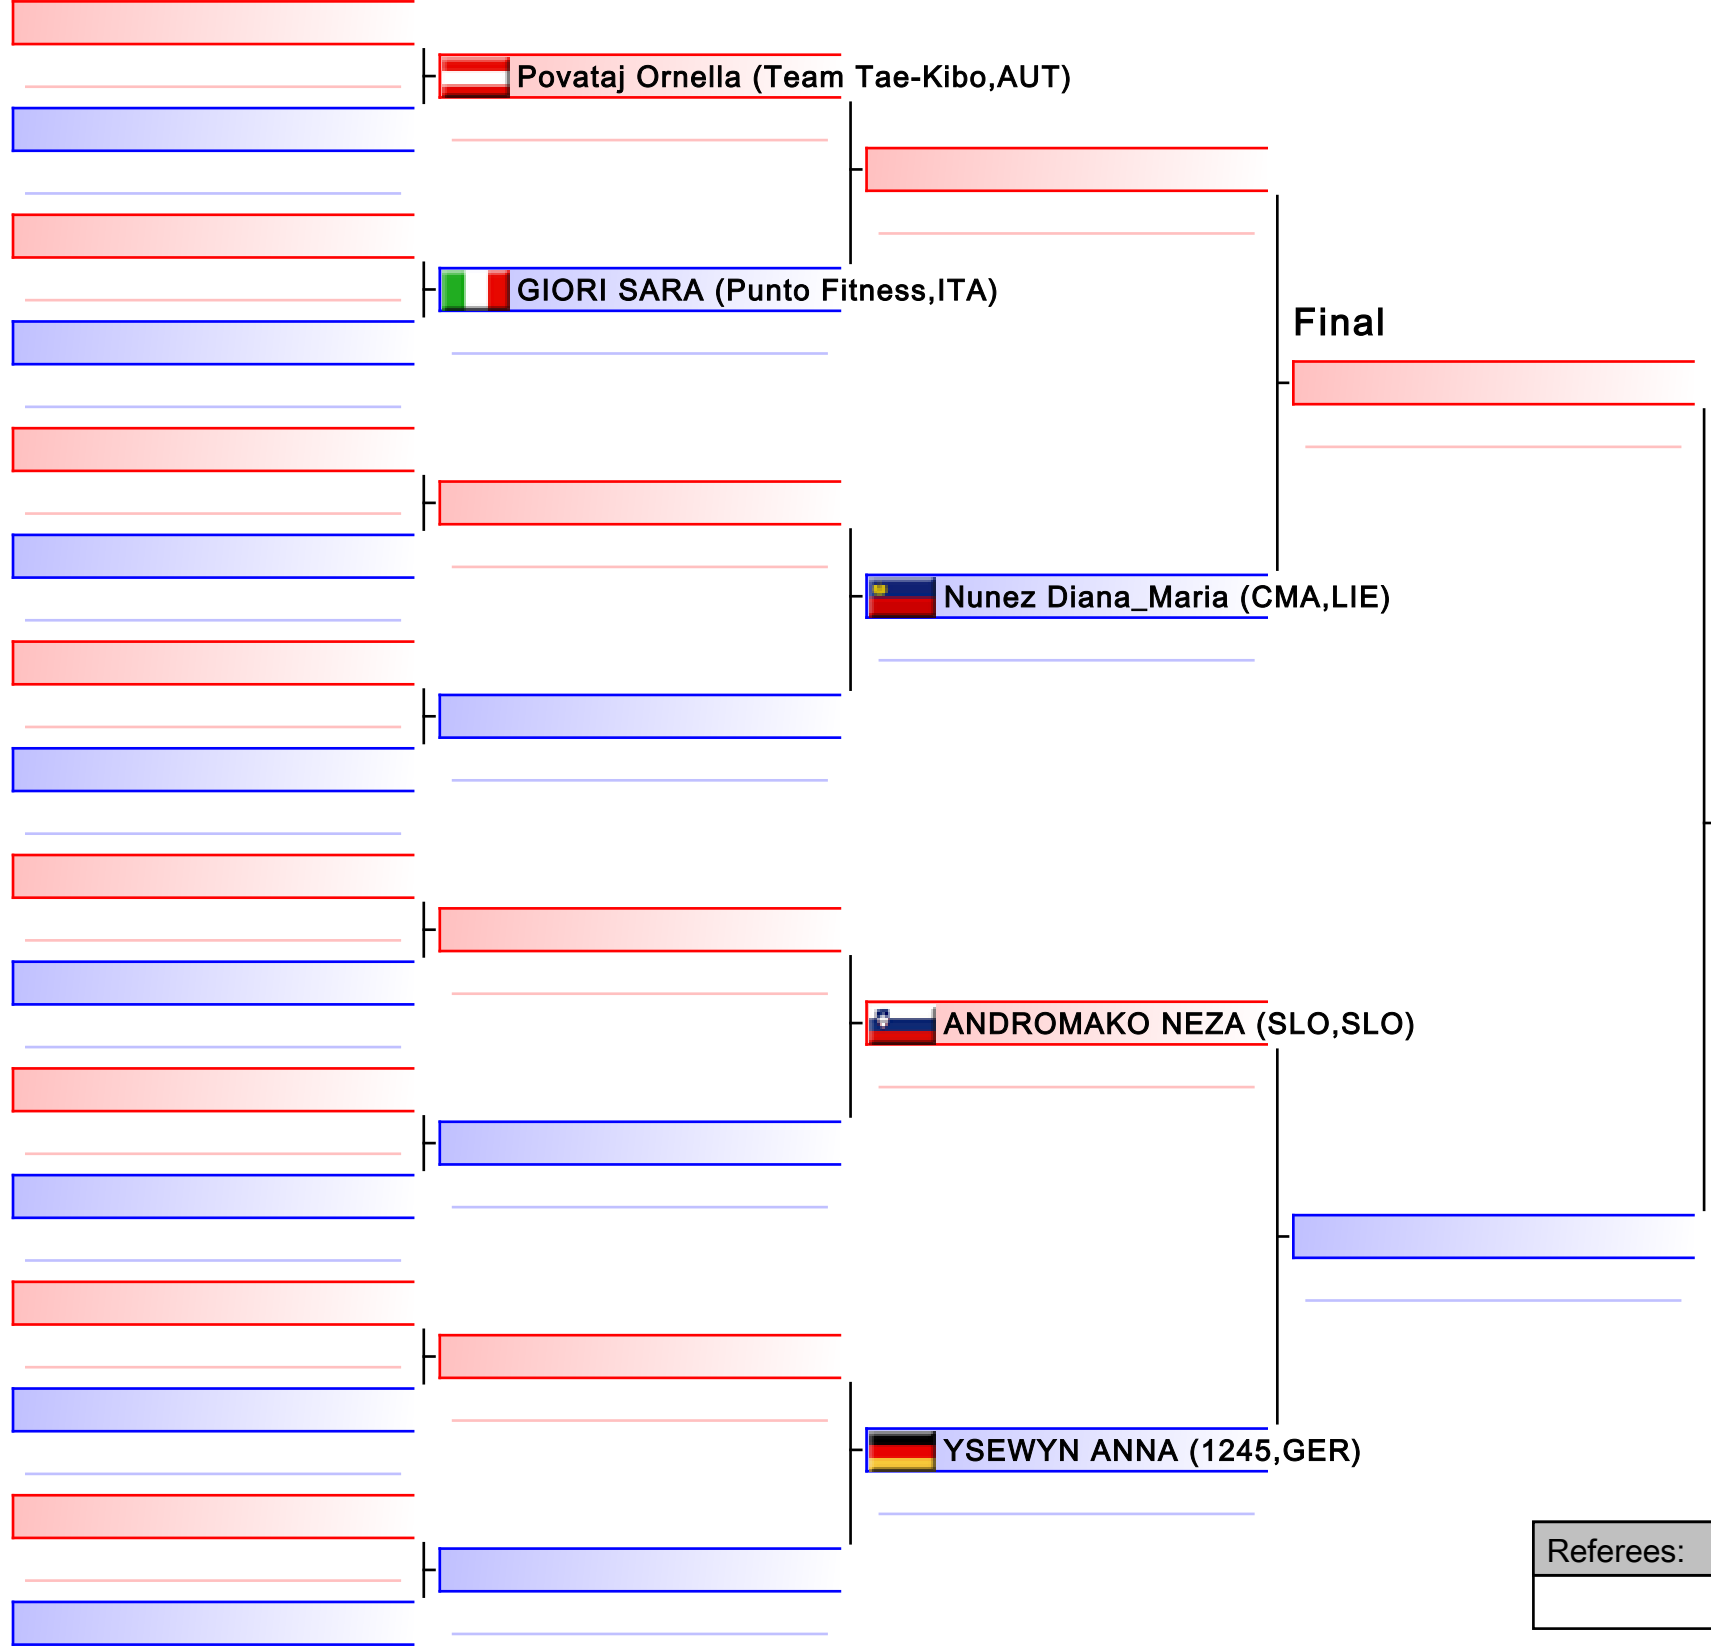 Povataj Ornella (Team Tae-Kibo,AUT)
GIORI SARA (Punto Fitness,ITA)
Final
Nunez Diana_Maria (CMA,LIE)
ANDROMAKO NEZA (SLO,SLO)
YSEWYN ANNA (1245,GER)
Referees: